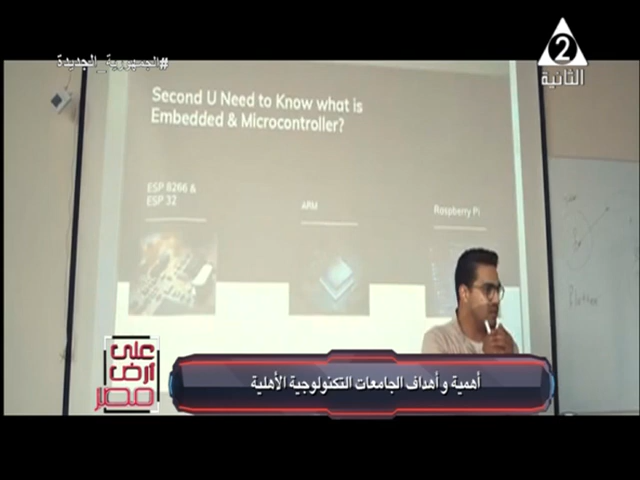 #الجمهورية_الجديدة
2
الثانية
Second U Need to Know what is
Embedded & Microcontroller?
ESP 8266 &
ESP 32
ARM
Raspberry Pi
على
أرض
مصر
أهمية و أهداف الجامعات التكنولوجية الأهلية